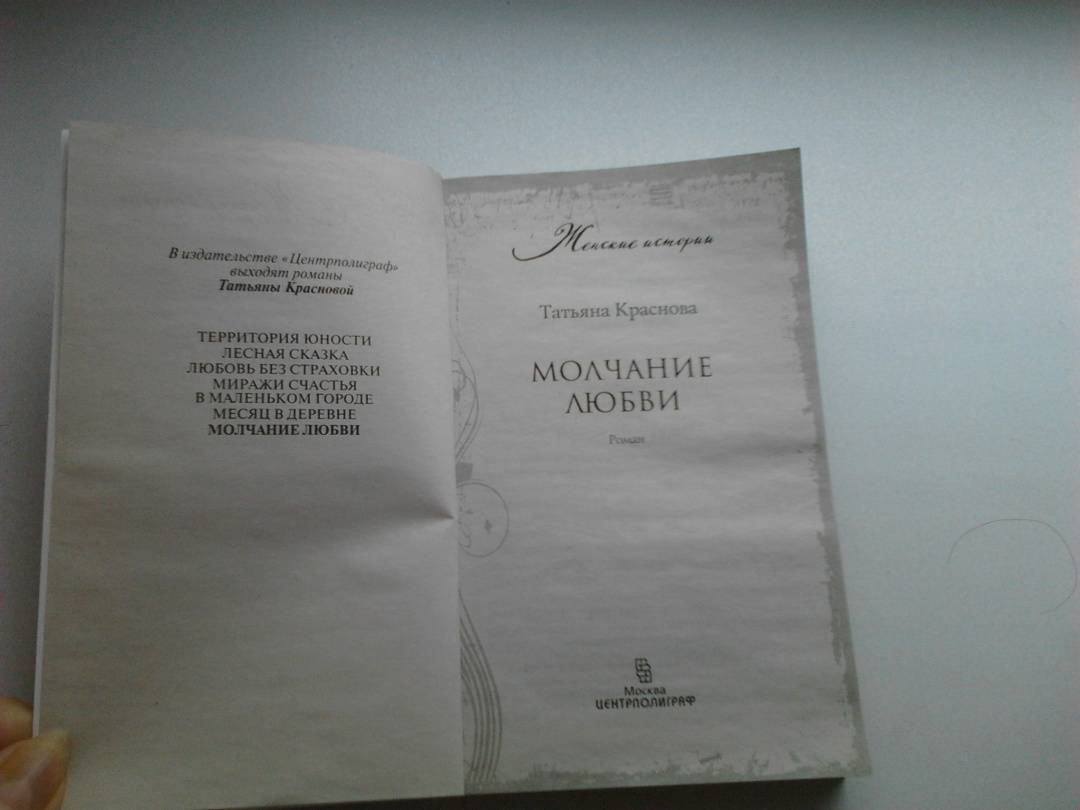 В издательстве «Центрполиграф»
выходят романы
Татьяны Красновой
ТЕРРИТОРИЯ ЮНОСТИ
ЛЕСНАЯ СКАЗКА
ЛЮБОВЬ БЕЗ СТРАХОВКИ
МИРАЖИ СЧАСТЬЯ
В МАЛЕНЬКОМ ГОРОДЕ
МЕСЯЦ В ДЕРЕВНЕ
МОЛЧАНИЕ ЛЮБВИ
Женские истории
Татьяна Краснова
МОЛЧАНИЕ
ЛЮБВИ
Роман
Москва
ЦЕНТРПОЛИГРАФ